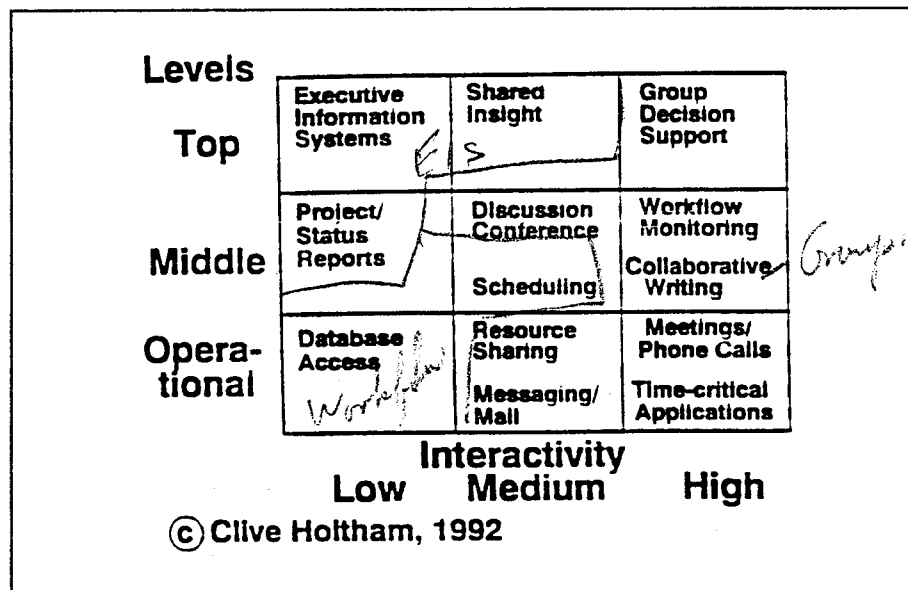 Levels
Top
Executive
Information
Systems
Shared
Insight
Group
Decision
Support
E S
Middle
Project/
Status
Reports
Discussion
Conference
Scheduling
Workflow
Monitoring
Collaborative
Writing
Opera-
tional
Database
Access
Resource
Sharing
Messaging/
Mail
Meetings/
Phone Calls
Time-critical
Applications
Interactivity
Low Medium High
© Clive Holtham, 1992